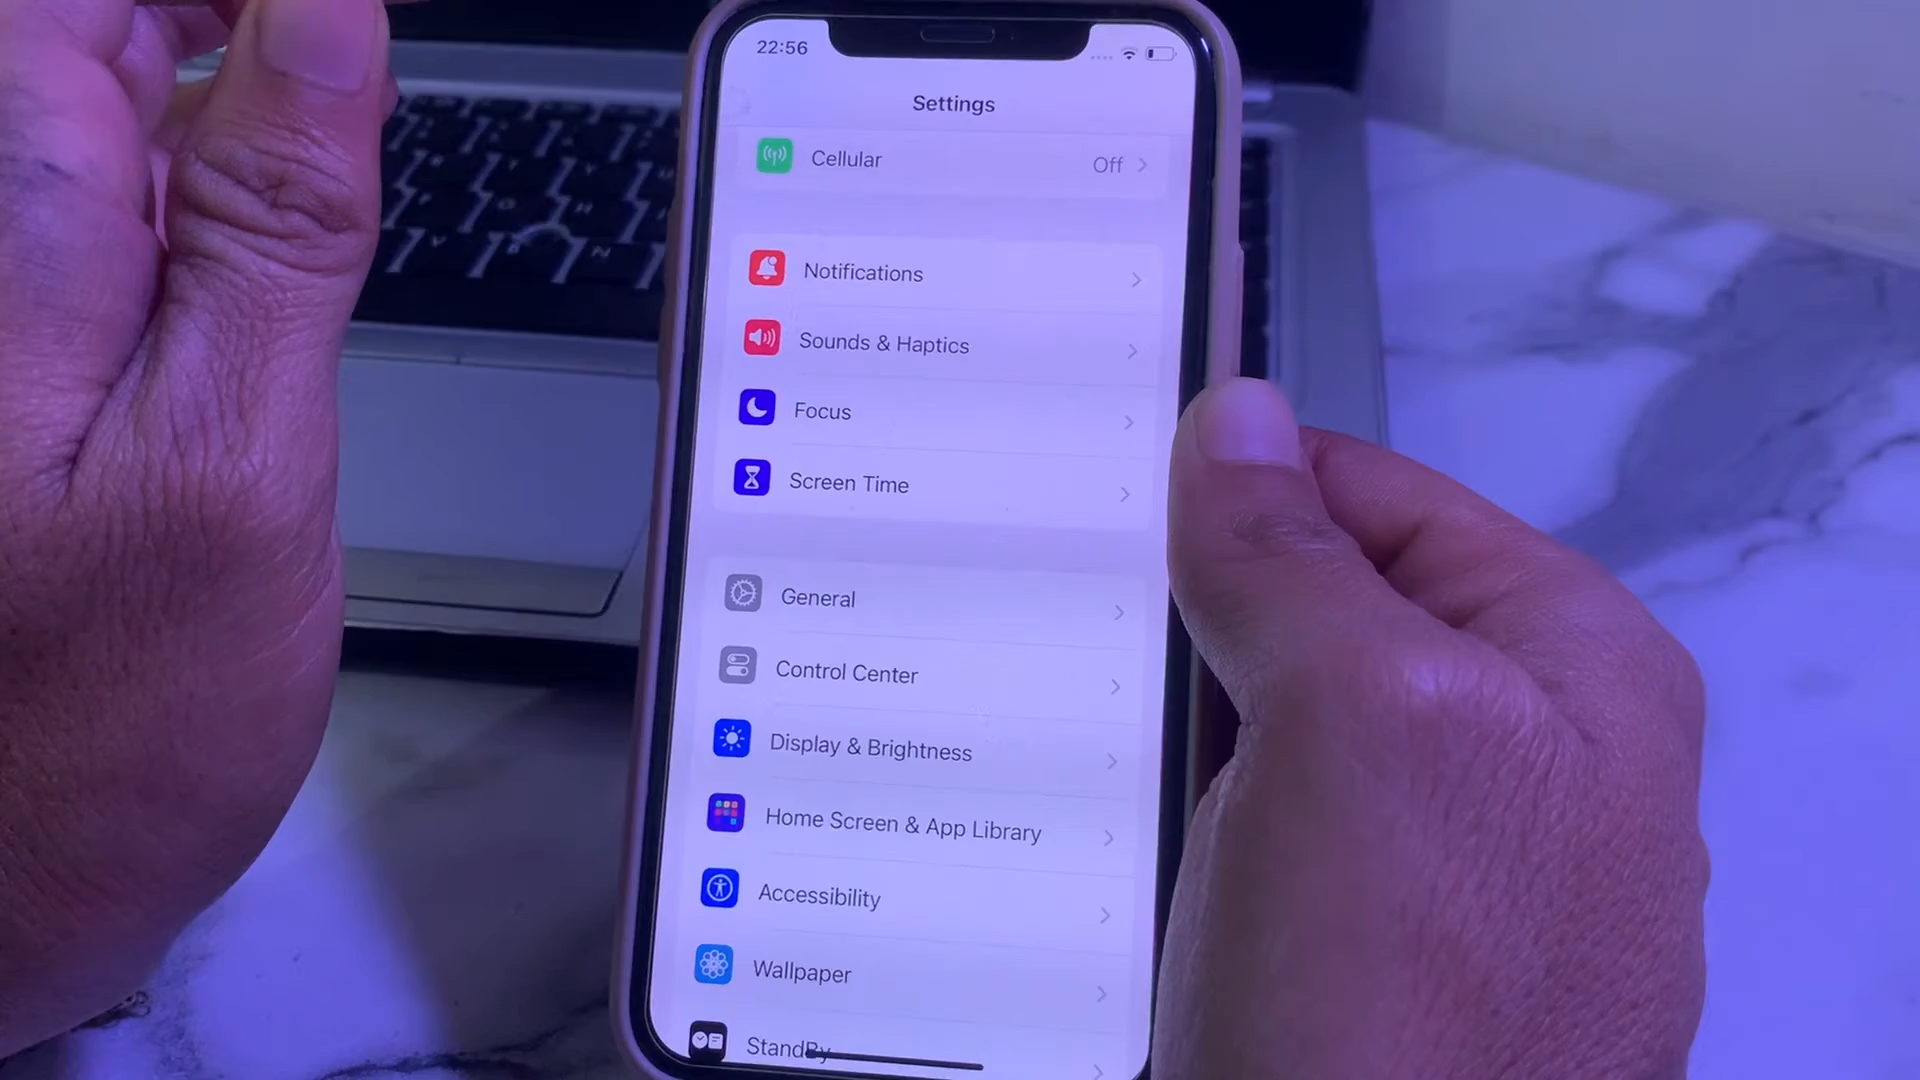 22:56
Settings
Cellular Off
Notifications
Sounds & Haptics
Focus
Screen Time
General
Control Center
Display & Brightness
Home Screen & App Library
Accessibility
Wallpaper
StandBy